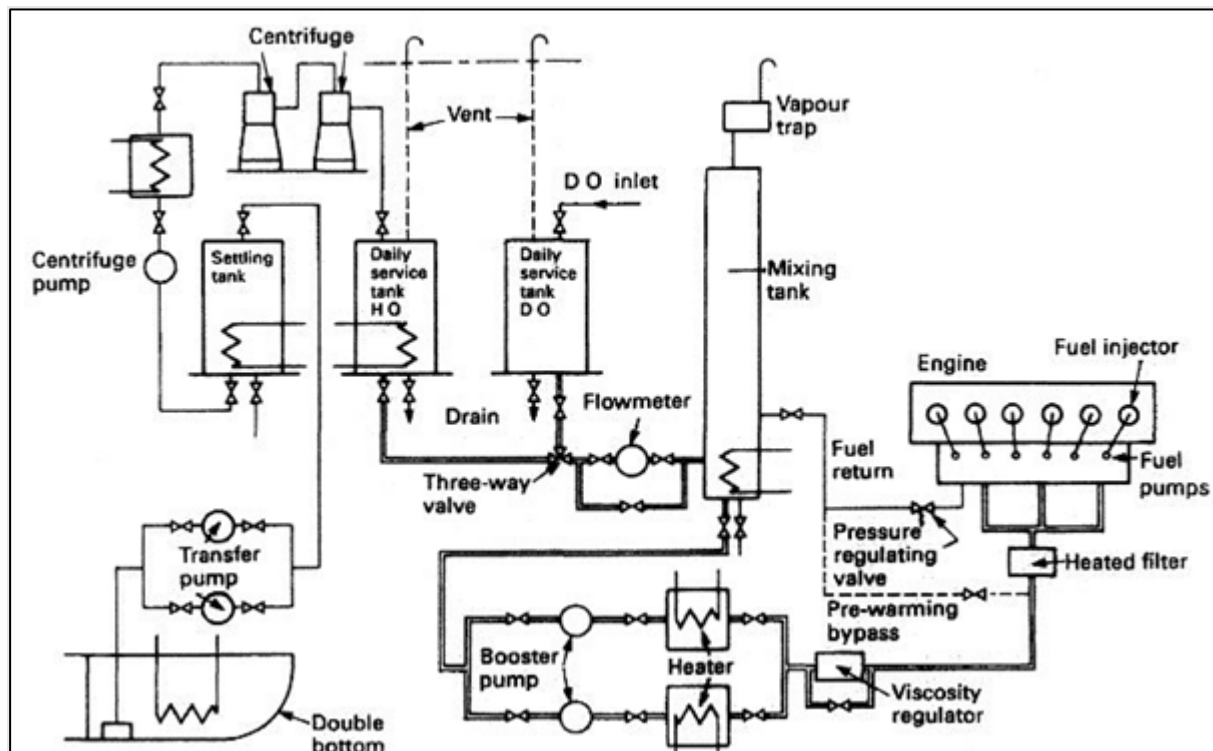 Centrifuge
Vent
Vapour
trap
D O inlet
Centrifuge
pump
Settling
tank
Daily
service
tank
H O
Daily
service
tank
D O
Mixing
tank
Engine
Fuel injector
Drain
Flowmeter
Three-way
valve
Fuel
return
Fuel
pumps
Transfer
pump
Pressure
regulating
valve
Heated filter
Pre-warming
bypass
Booster
pump
Heater
Viscosity
regulator
Double
bottom